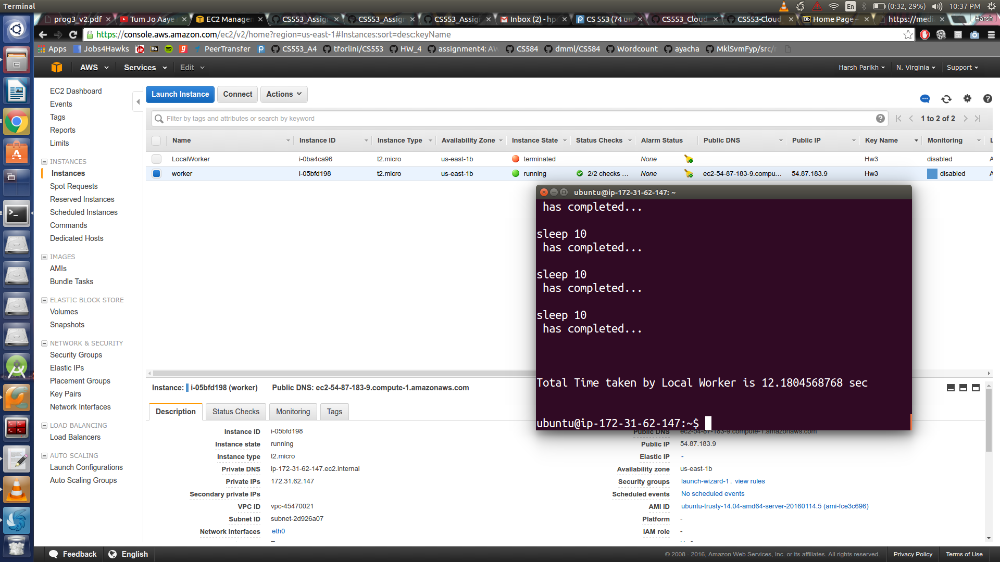 Terminal
En
(0:32, 29%)
10:37 PM
prog3_v2.pdf
Tum Jo Aaye
EC2 Manager
CS553_Assig
CS553_Assig
CS553_Assig
Inbox (2) - hp
CS 553 (74 un
CS553_Cloud
CS553-Cloud_
Bb Home Page –
https://medi
Harsh
https://console.aws.amazon.com/ec2/v2/home?region=us-east-1#Instances:sort=desc:keyName
Apps
Jobs4Hawks
Bb
PeerTransfer
CS553_A4
tforlini/CS553
HW_4
assignment4: AW
CS584
dmml/CS584
Wordcount
ayacha
MklSvmFyp/src/
AWS
Services
Edit
Harsh Parikh
N. Virginia
Support
EC2 Dashboard
Events
Tags
Reports
Limits
INSTANCES
Instances
Spot Requests
Reserved Instances
Scheduled Instances
Commands
Dedicated Hosts
IMAGES
AMIs
Bundle Tasks
ELASTIC BLOCK STORE
Volumes
Snapshots
NETWORK & SECURITY
Security Groups
Elastic IPs
Placement Groups
Key Pairs
Network Interfaces
LOAD BALANCING
Load Balancers
AUTO SCALING
Launch Configurations
Auto Scaling Groups
Launch Instance
Connect
Actions
Filter by tags and attributes or search by keyword
1 to 2 of 2
Name Instance ID Instance Type Availability Zone Instance State Status Checks Alarm Status Public DNS Public IP Key Name Monitoring L
LocalWorker i-0ba4ca96 t2.micro us-east-1b terminated None Hw3 disabled A
worker i-05bfd198 t2.micro us-east-1b running 2/2 checks ... None ec2-54-87-183-9.compu... 54.87.183.9 Hw3 disabled A
ubuntu@ip-172-31-62-147: ~
has completed...
sleep 10
has completed...
sleep 10
has completed...
sleep 10
has completed...
Total Time taken by Local Worker is 12.1804568768 sec
ubuntu@ip-172-31-62-147:~$
Instance: i-05bfd198 (worker) Public DNS: ec2-54-87-183-9.compute-1.amazonaws.com
Description
Status Checks
Monitoring
Tags
Instance ID i-05bfd198
Instance state running
Instance type t2.micro
Private DNS ip-172-31-62-147.ec2.internal
Private IPs 172.31.62.147
Secondary private IPs
VPC ID vpc-45470021
Subnet ID subnet-2d926a07
Network interfaces eth0
Public DNS ec2-54-87-183-9.compute-1.amazonaws.com
Public IP 54.87.183.9
Elastic IP -
Availability zone us-east-1b
Security groups launch-wizard-1. view rules
Scheduled events No scheduled events
AMI ID ubuntu-trusty-14.04-amd64-server-20160114.5 (ami-fce3c696)
Platform -
IAM role -
Feedback
English
© 2008 - 2016, Amazon Web Services, Inc. or its affiliates. All rights reserved.
Privacy Policy
Terms of Use